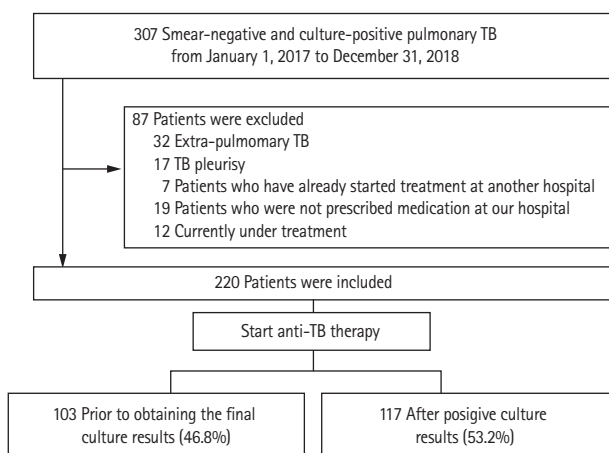 307 Smear-negative and culture-positive pulmonary TB
from January 1, 2017 to December 31, 2018
87 Patients were excluded
32 Extra-pulmomary TB
17 TB pleurisy
7 Patients who have already started treatment at another hospital
19 Patients who were not prescribed medication at our hospital
12 Currently under treatment
220 Patients were included
Start anti-TB therapy
103 Prior to obtaining the final
culture results (46.8%)
117 After posigive culture
results (53.2%)